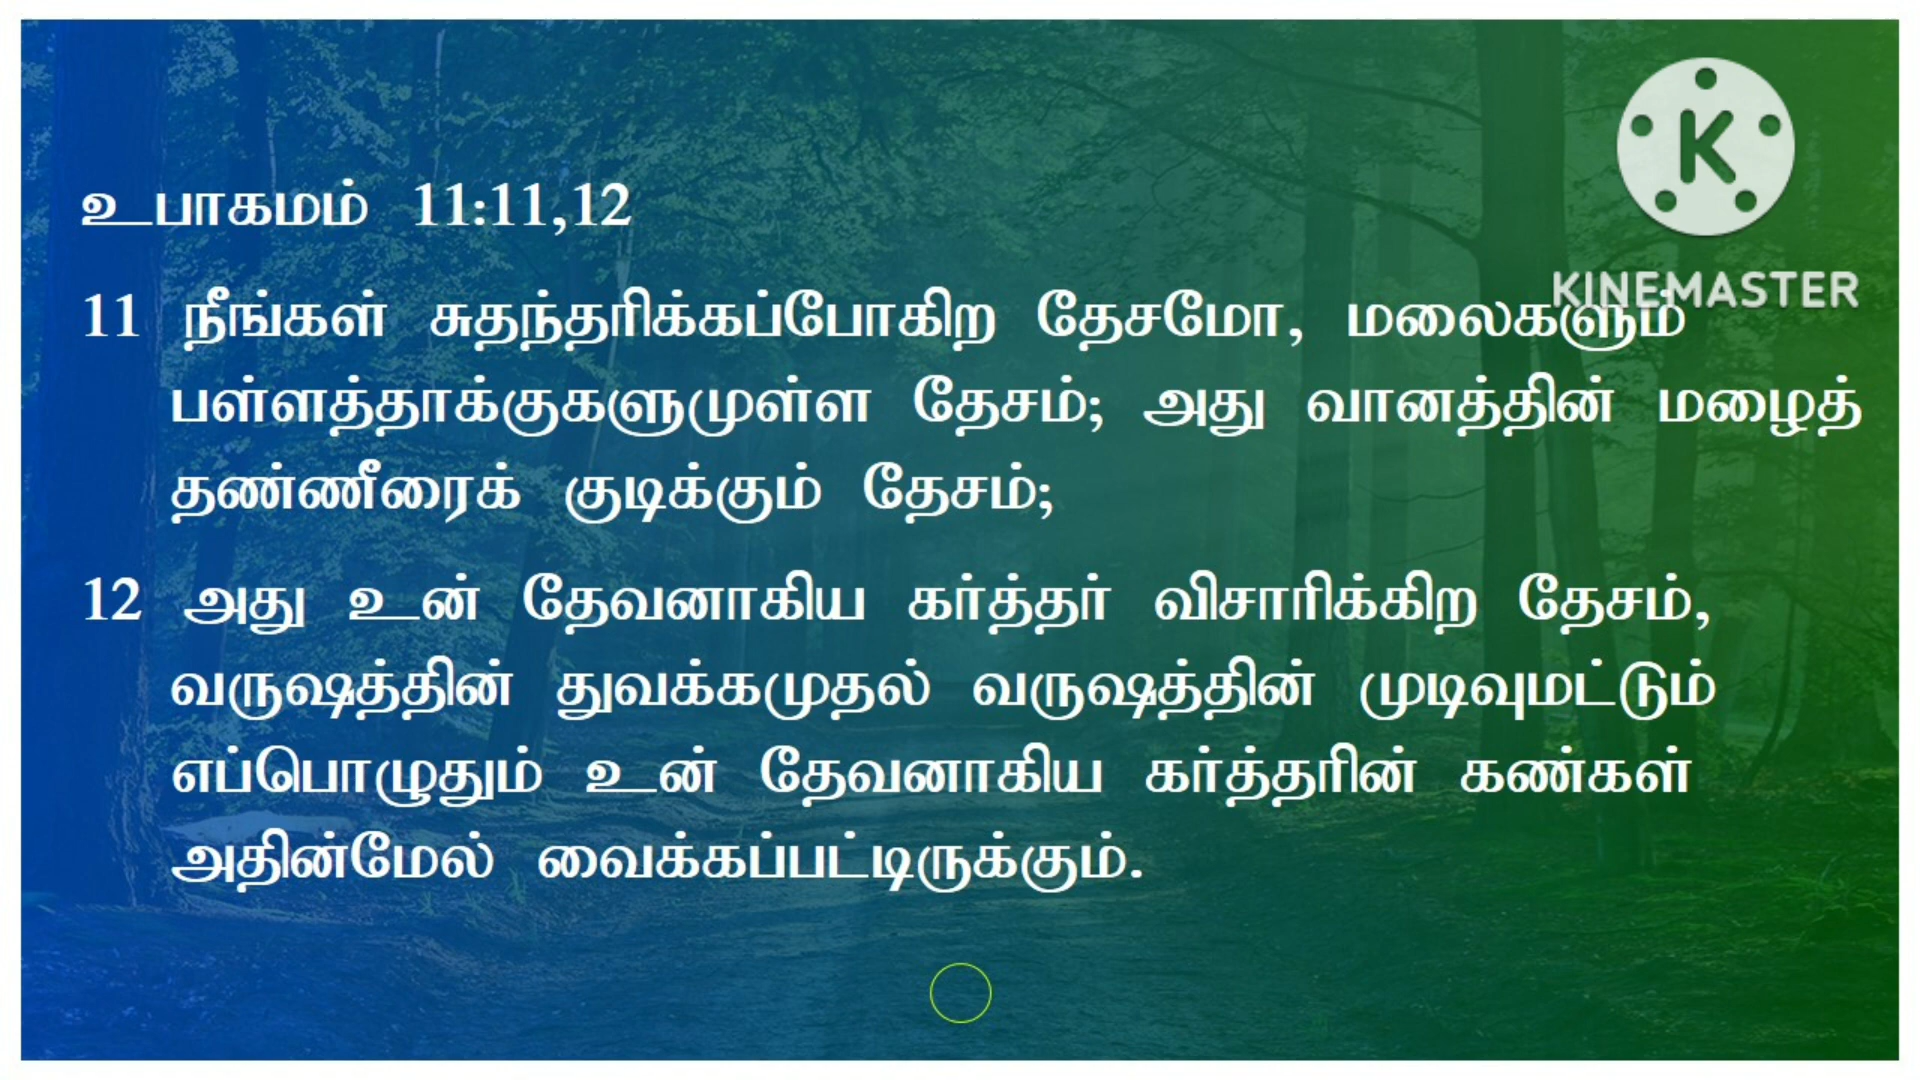 உபாகமம் 11:11,12
KINEMASTER
11 நீங்கள் சுதந்தரிக்கப்போகிற தேசமோ, மலைகளும்
பள்ளத்தாக்குகளுமுள்ள தேசம்; அது வானத்தின் மழைத்
தண்ணீரைக் குடிக்கும் தேசம்;
12 அது உன் தேவனாகிய கர்த்தர் விசாரிக்கிற தேசம்,
வருஷத்தின் துவக்கமுதல் வருஷத்தின் முடிவுமட்டும்
எப்பொழுதும் உன் தேவனாகிய கர்த்தரின் கண்கள்
அதின்மேல் வைக்கப்பட்டிருக்கும்.